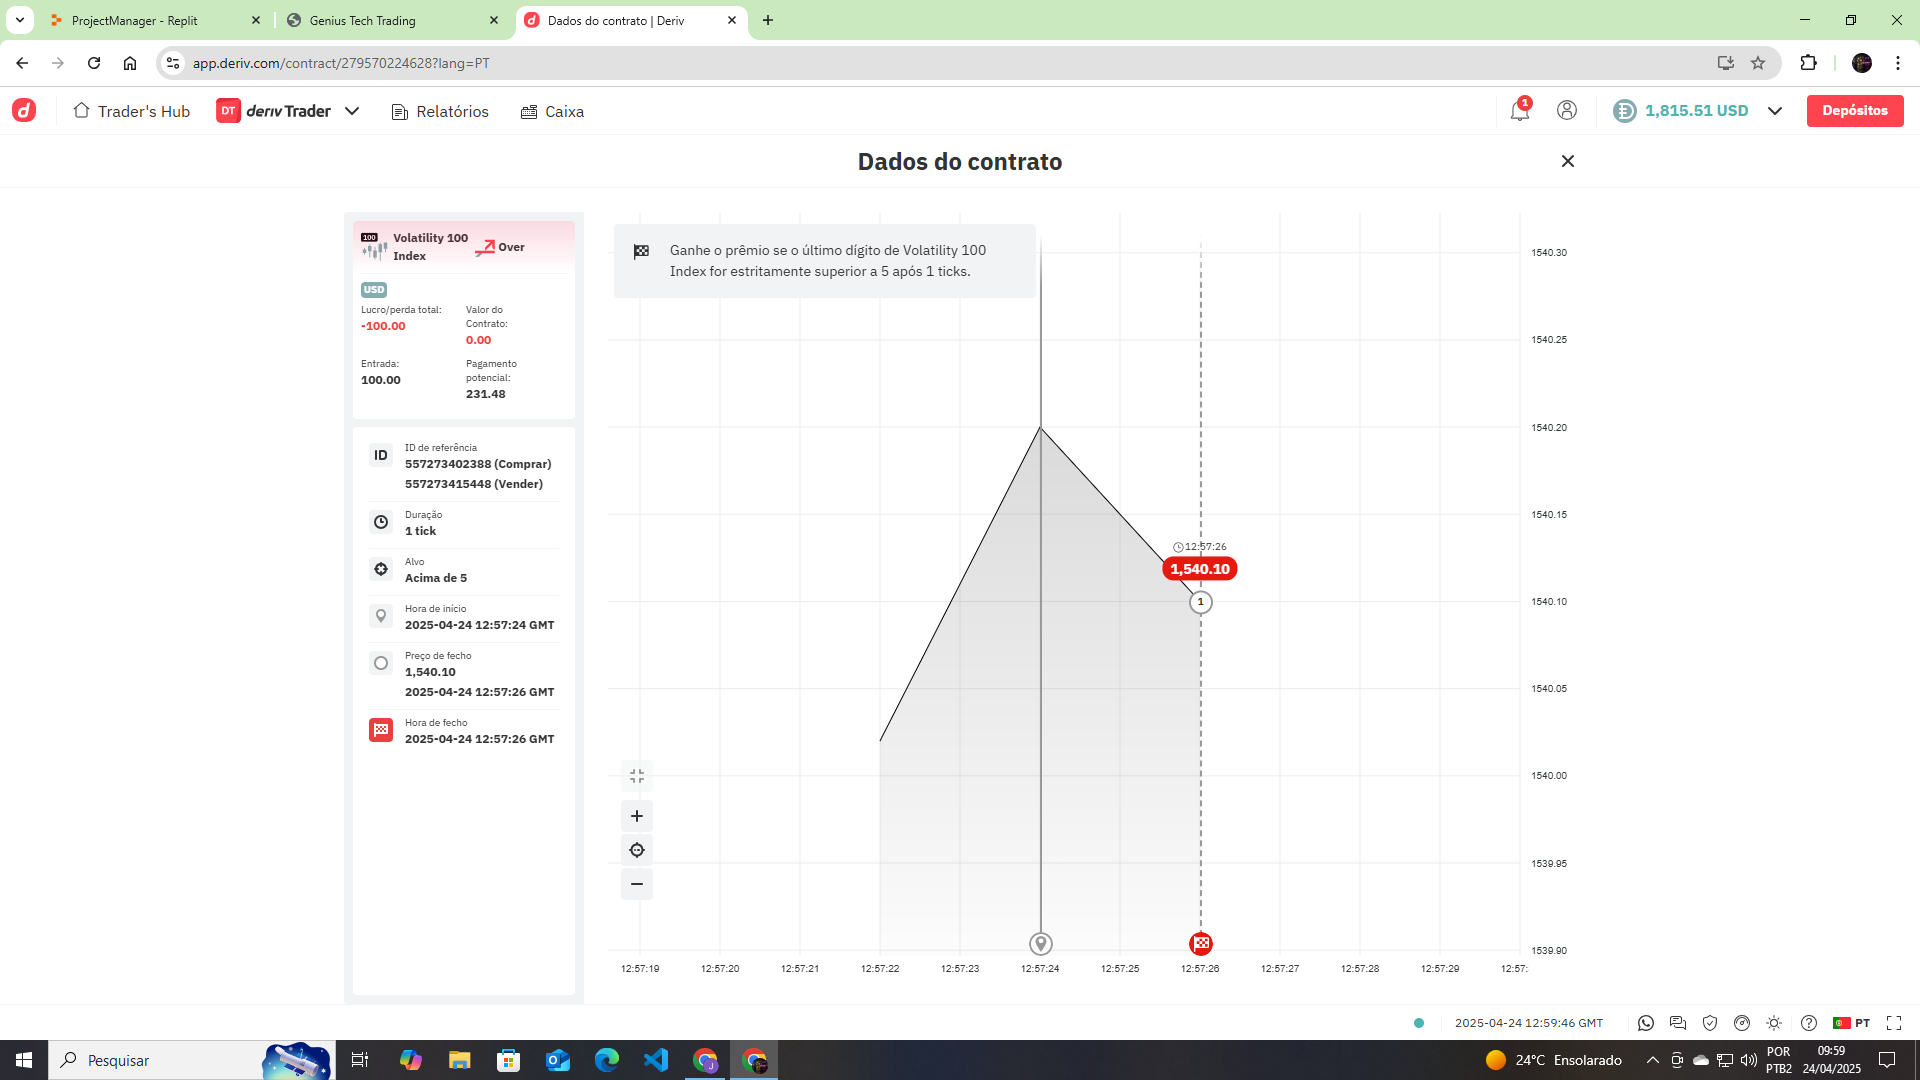 ProjectManager - Replit
Genius Tech Trading
Dados do contrato | Deriv
app.deriv.com/contract/279570224628?lang=PT
Trader's Hub
DT deriv Trader
Relatórios
Caixa
1
1,815.51 USD
Depósitos
Dados do contrato
100
Volatility 100
Index
Over
USD
Lucro/perda total:
-100.00
Valor do
Contrato:
0.00
Entrada:
100.00
Pagamento
potencial:
231.48
ID
ID de referência
557273402388 (Comprar)
557273415448 (Vender)
Duração
1 tick
Alvo
Acima de 5
Hora de início
2025-04-24 12:57:24 GMT
Preço de fecho
1,540.10
2025-04-24 12:57:26 GMT
Hora de fecho
2025-04-24 12:57:26 GMT
Ganhe o prêmio se o último dígito de Volatility 100
Index for estritamente superior a 5 após 1 ticks.
12:57:26
1,540.10
1
1540.30
1540.25
1540.20
1540.15
1540.10
1540.05
1540.00
1539.95
1539.90
12:57:19
12:57:20
12:57:21
12:57:22
12:57:23
12:57:24
12:57:25
12:57:26
12:57:27
12:57:28
12:57:29
12:57:
2025-04-24 12:59:46 GMT
PT
Pesquisar
24°C Ensolarado
POR
PTB2
09:59
24/04/2025